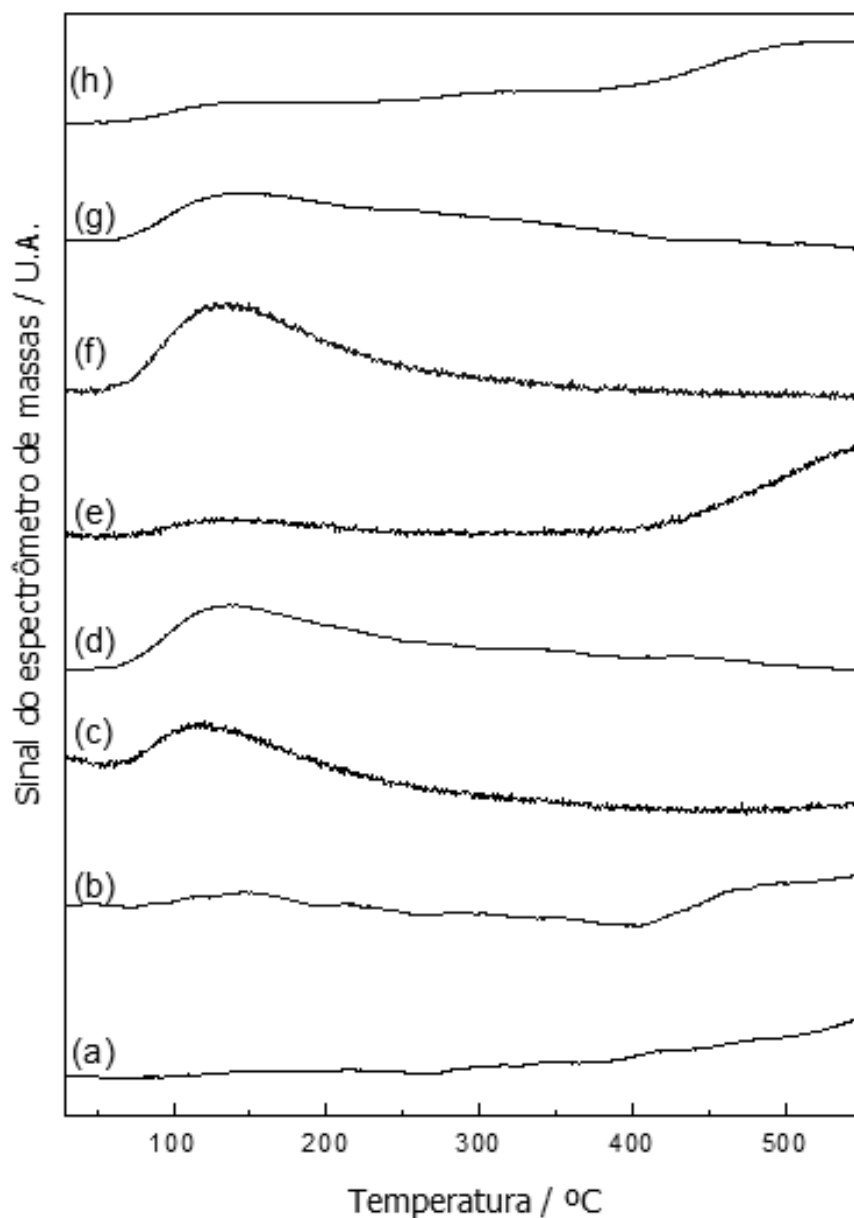 (h)
(g)
(f)
(e)
(d)
(c)
(b)
(a)
Sinal do espectrômetro de massas / U.A.
100 200 300 400 500
Temperatura / ºC